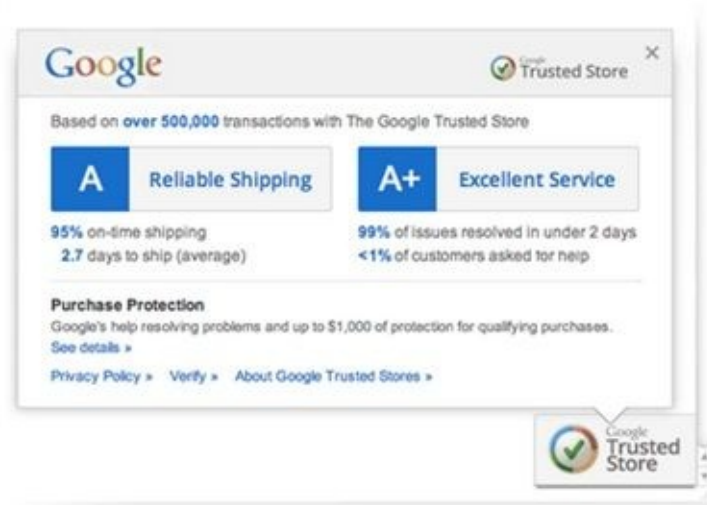 Google
Google Trusted Store
×
Based on over 500,000 transactions with The Google Trusted Store
A Reliable Shipping
A+ Excellent Service
95% on-time shipping
2.7 days to ship (average)
99% of issues resolved in under 2 days
<1% of customers asked for help
Purchase Protection
Google's help resolving problems and up to $1,000 of protection for qualifying purchases.
See details »
Privacy Policy » Verify » About Google Trusted Stores »
Google
Trusted
Store